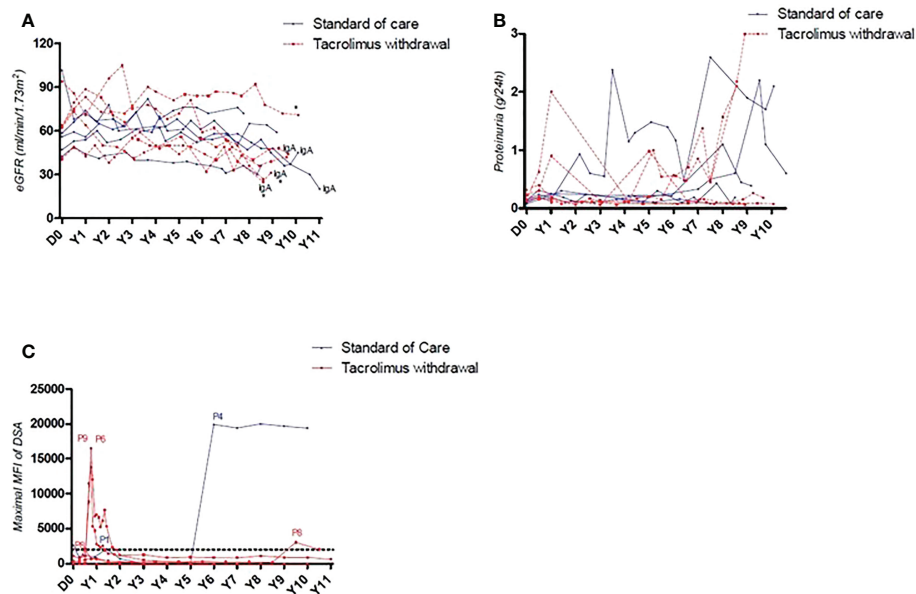 A
Standard of care
Tacrolimus withdrawal
eGFR (ml/min/1.73m²)
120
90
60
30
0
D0 Y1 Y2 Y3 Y4 Y5 Y6 Y7 Y8 Y9 Y10 Y11
IgA
IgA
IgA
IgA
IgA
B
Standard of care
Tacrolimus withdrawal
Proteinuria (g/24h)
3
2
1
0
D0 Y1 Y2 Y3 Y4 Y5 Y6 Y7 Y8 Y9 Y10
C
Standard of Care
Tacrolimus withdrawal
Maximal MFI of DSA
25000
20000
15000
10000
5000
0
P9 P6
P4
P1
P8
D0 Y1 Y2 Y3 Y4 Y5 Y6 Y7 Y8 Y9 Y10 Y11